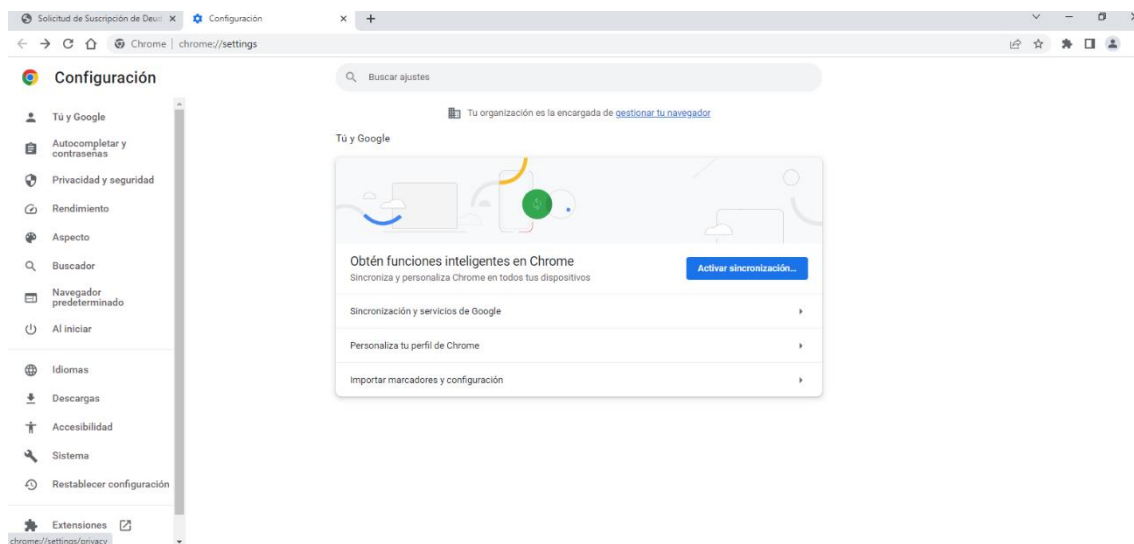 Solicitud de Suscripción de Deud
Configuración
Chrome | chrome://settings
Configuración
Buscar ajustes
Tu organización es la encargada de gestionar tu navegador
Tú y Google
Autocompletar y
contraseñas
Privacidad y seguridad
Rendimiento
Aspecto
Buscador
Navegador
predeterminado
Al iniciar
Idiomas
Descargas
Accesibilidad
Sistema
Restablecer configuración
Extensiones
chrome://settings/privacy
Tú y Google
Obtén funciones inteligentes en Chrome
Sincroniza y personaliza Chrome en todos tus dispositivos
Activar sincronización...
Sincronización y servicios de Google
Personaliza tu perfil de Chrome
Importar marcadores y configuración